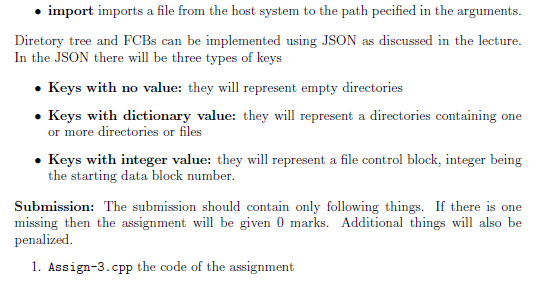 • import imports a file from the host system to the path pecified in the arguments.
Diretory tree and FCBs can be implemented using JSON as discussed in the lecture.
In the JSON there will be three types of keys
• Keys with no value: they will represent empty directories
• Keys with dictionary value: they will represent a directories containing one
or more directories or files
• Keys with integer value: they will represent a file control block, integer being
the starting data block number.
Submission: The submission should contain only following things. If there is one
missing then the assignment will be given 0 marks. Additional things will also be
penalized.
1. Assign-3.cpp the code of the assignment